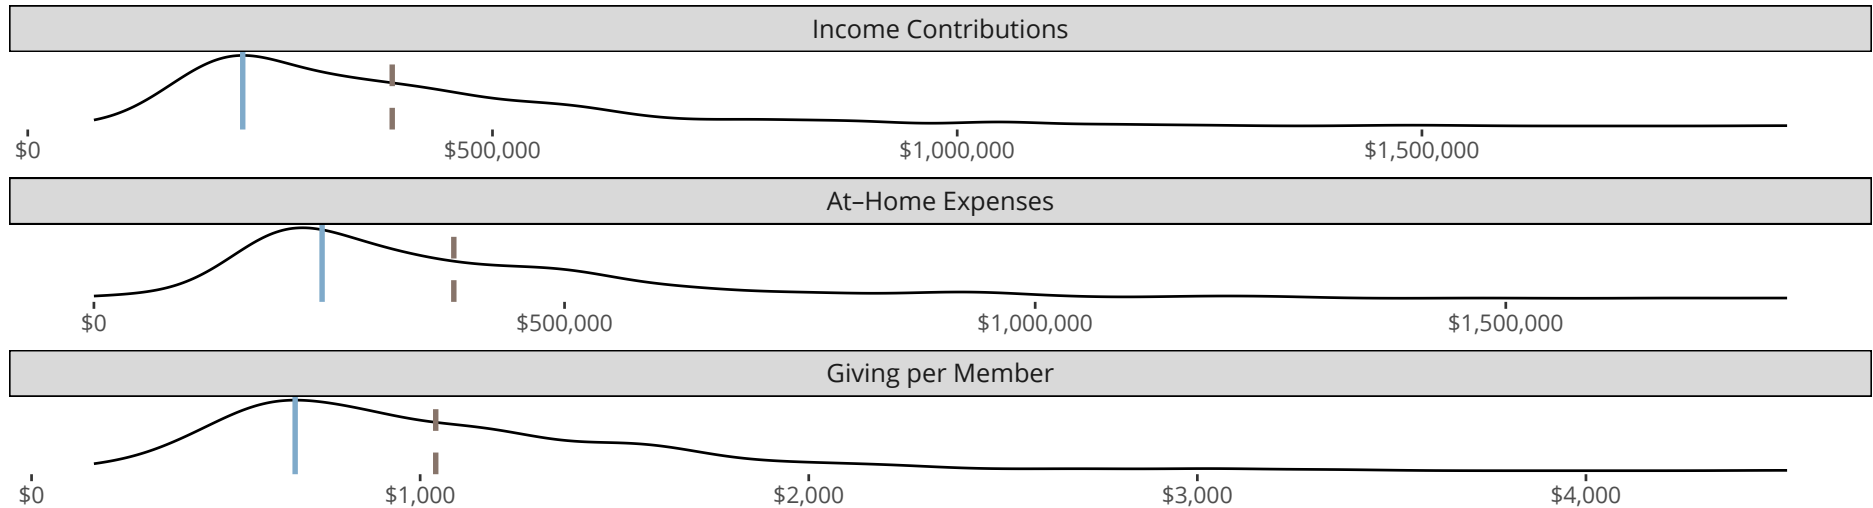 Income Contributions
$0 $500,000 $1,000,000 $1,500,000
At–Home Expenses
$0 $500,000 $1,000,000 $1,500,000
Giving per Member
$0 $1,000 $2,000 $3,000 $4,000